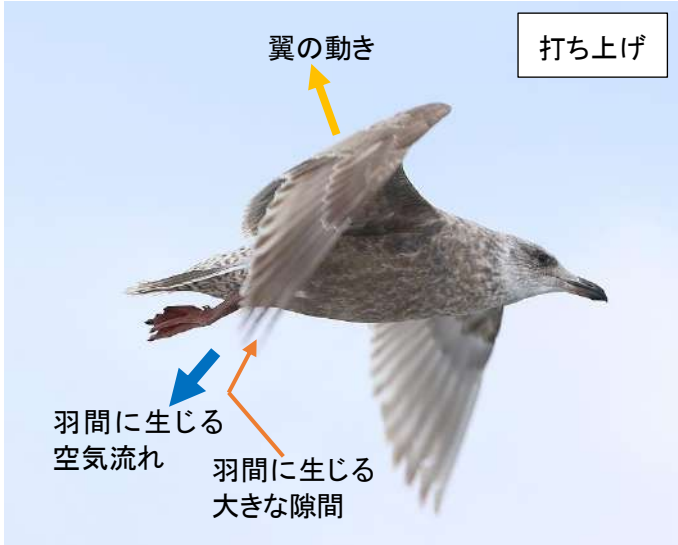 翼の動き
打ち上げ
羽間に生じる
空気流れ
羽間に生じる
大きな隙間